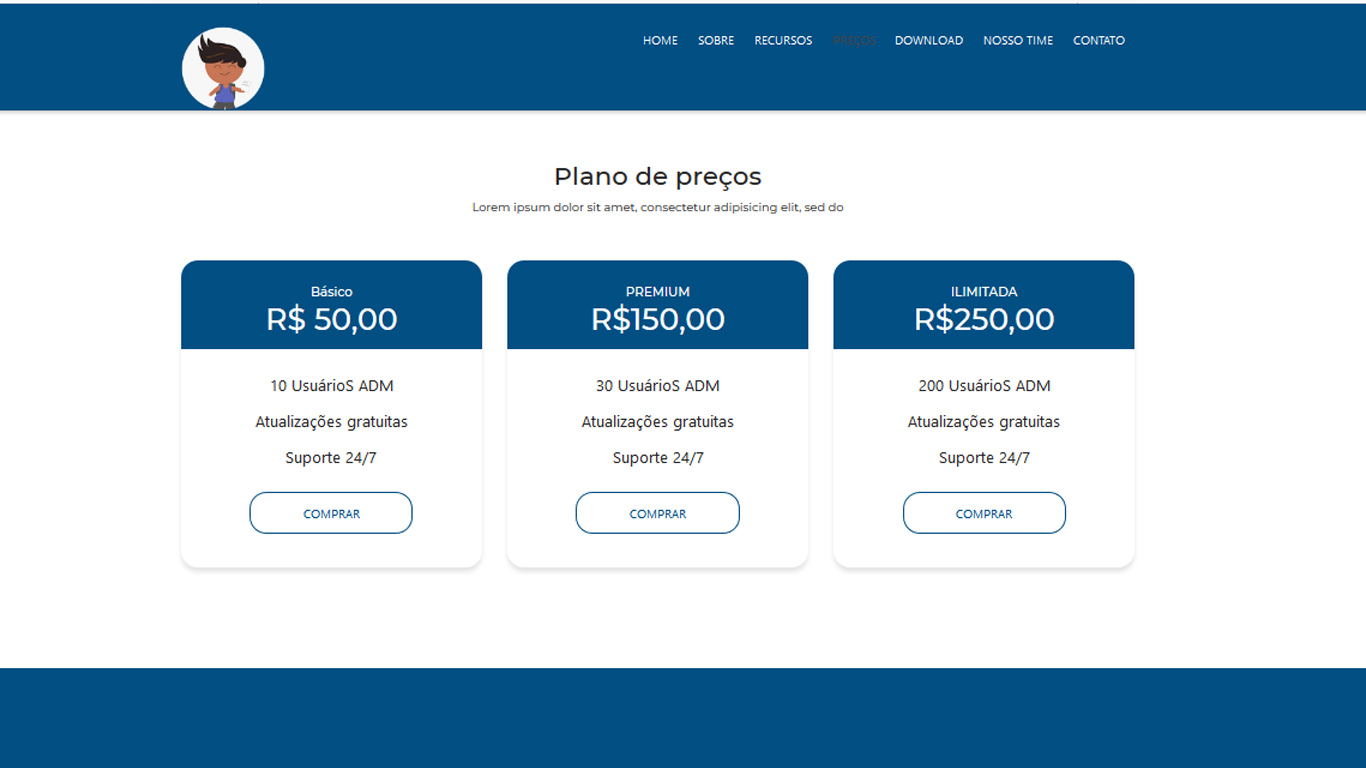 HOME SOBRE RECURSOS PREÇOS DOWNLOAD NOSSO TIME CONTATO
Plano de preços
Lorem ipsum dolor sit amet, consectetur adipisicing elit, sed do
Básico
R$ 50,00
10 UsuárioS ADM
Atualizações gratuitas
Suporte 24/7
COMPRAR
PREMIUM
R$150,00
30 UsuárioS ADM
Atualizações gratuitas
Suporte 24/7
COMPRAR
ILIMITADA
R$250,00
200 UsuárioS ADM
Atualizações gratuitas
Suporte 24/7
COMPRAR